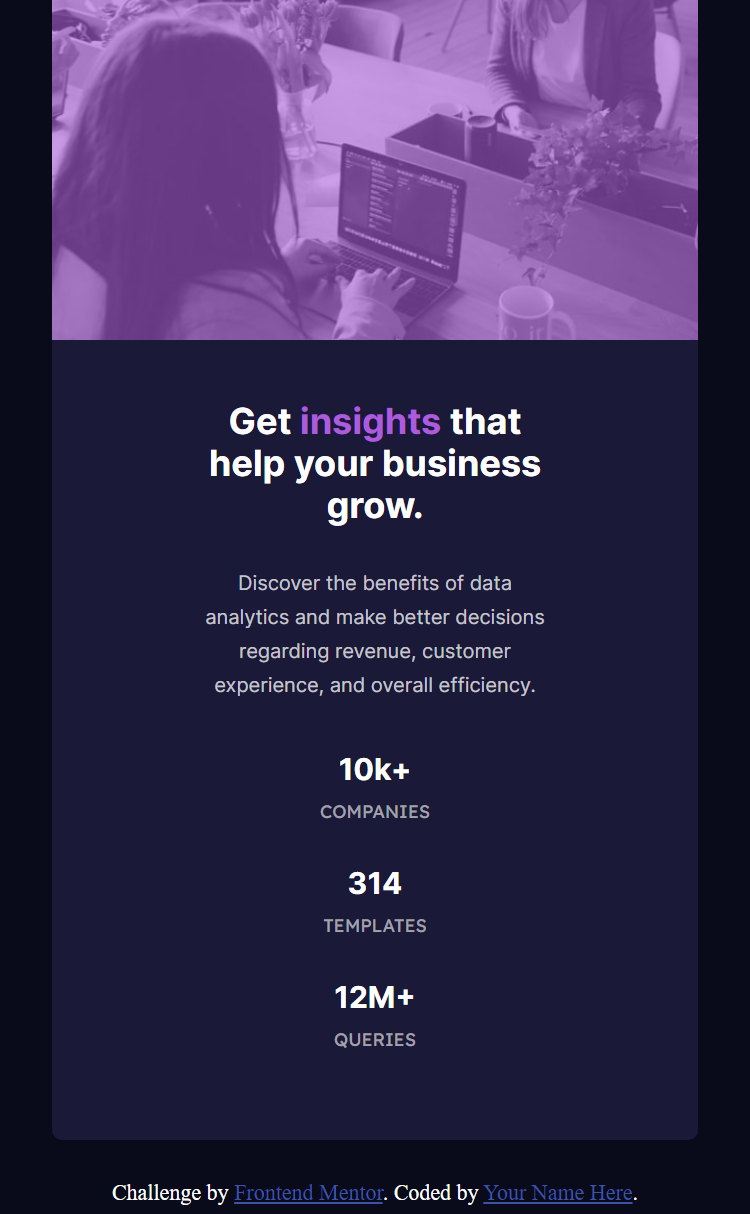 Get insights that
help your business
grow.
Discover the benefits of data
analytics and make better decisions
regarding revenue, customer
experience, and overall efficiency.
10k+
COMPANIES
314
TEMPLATES
12M+
QUERIES
Challenge by Frontend Mentor. Coded by Your Name Here.